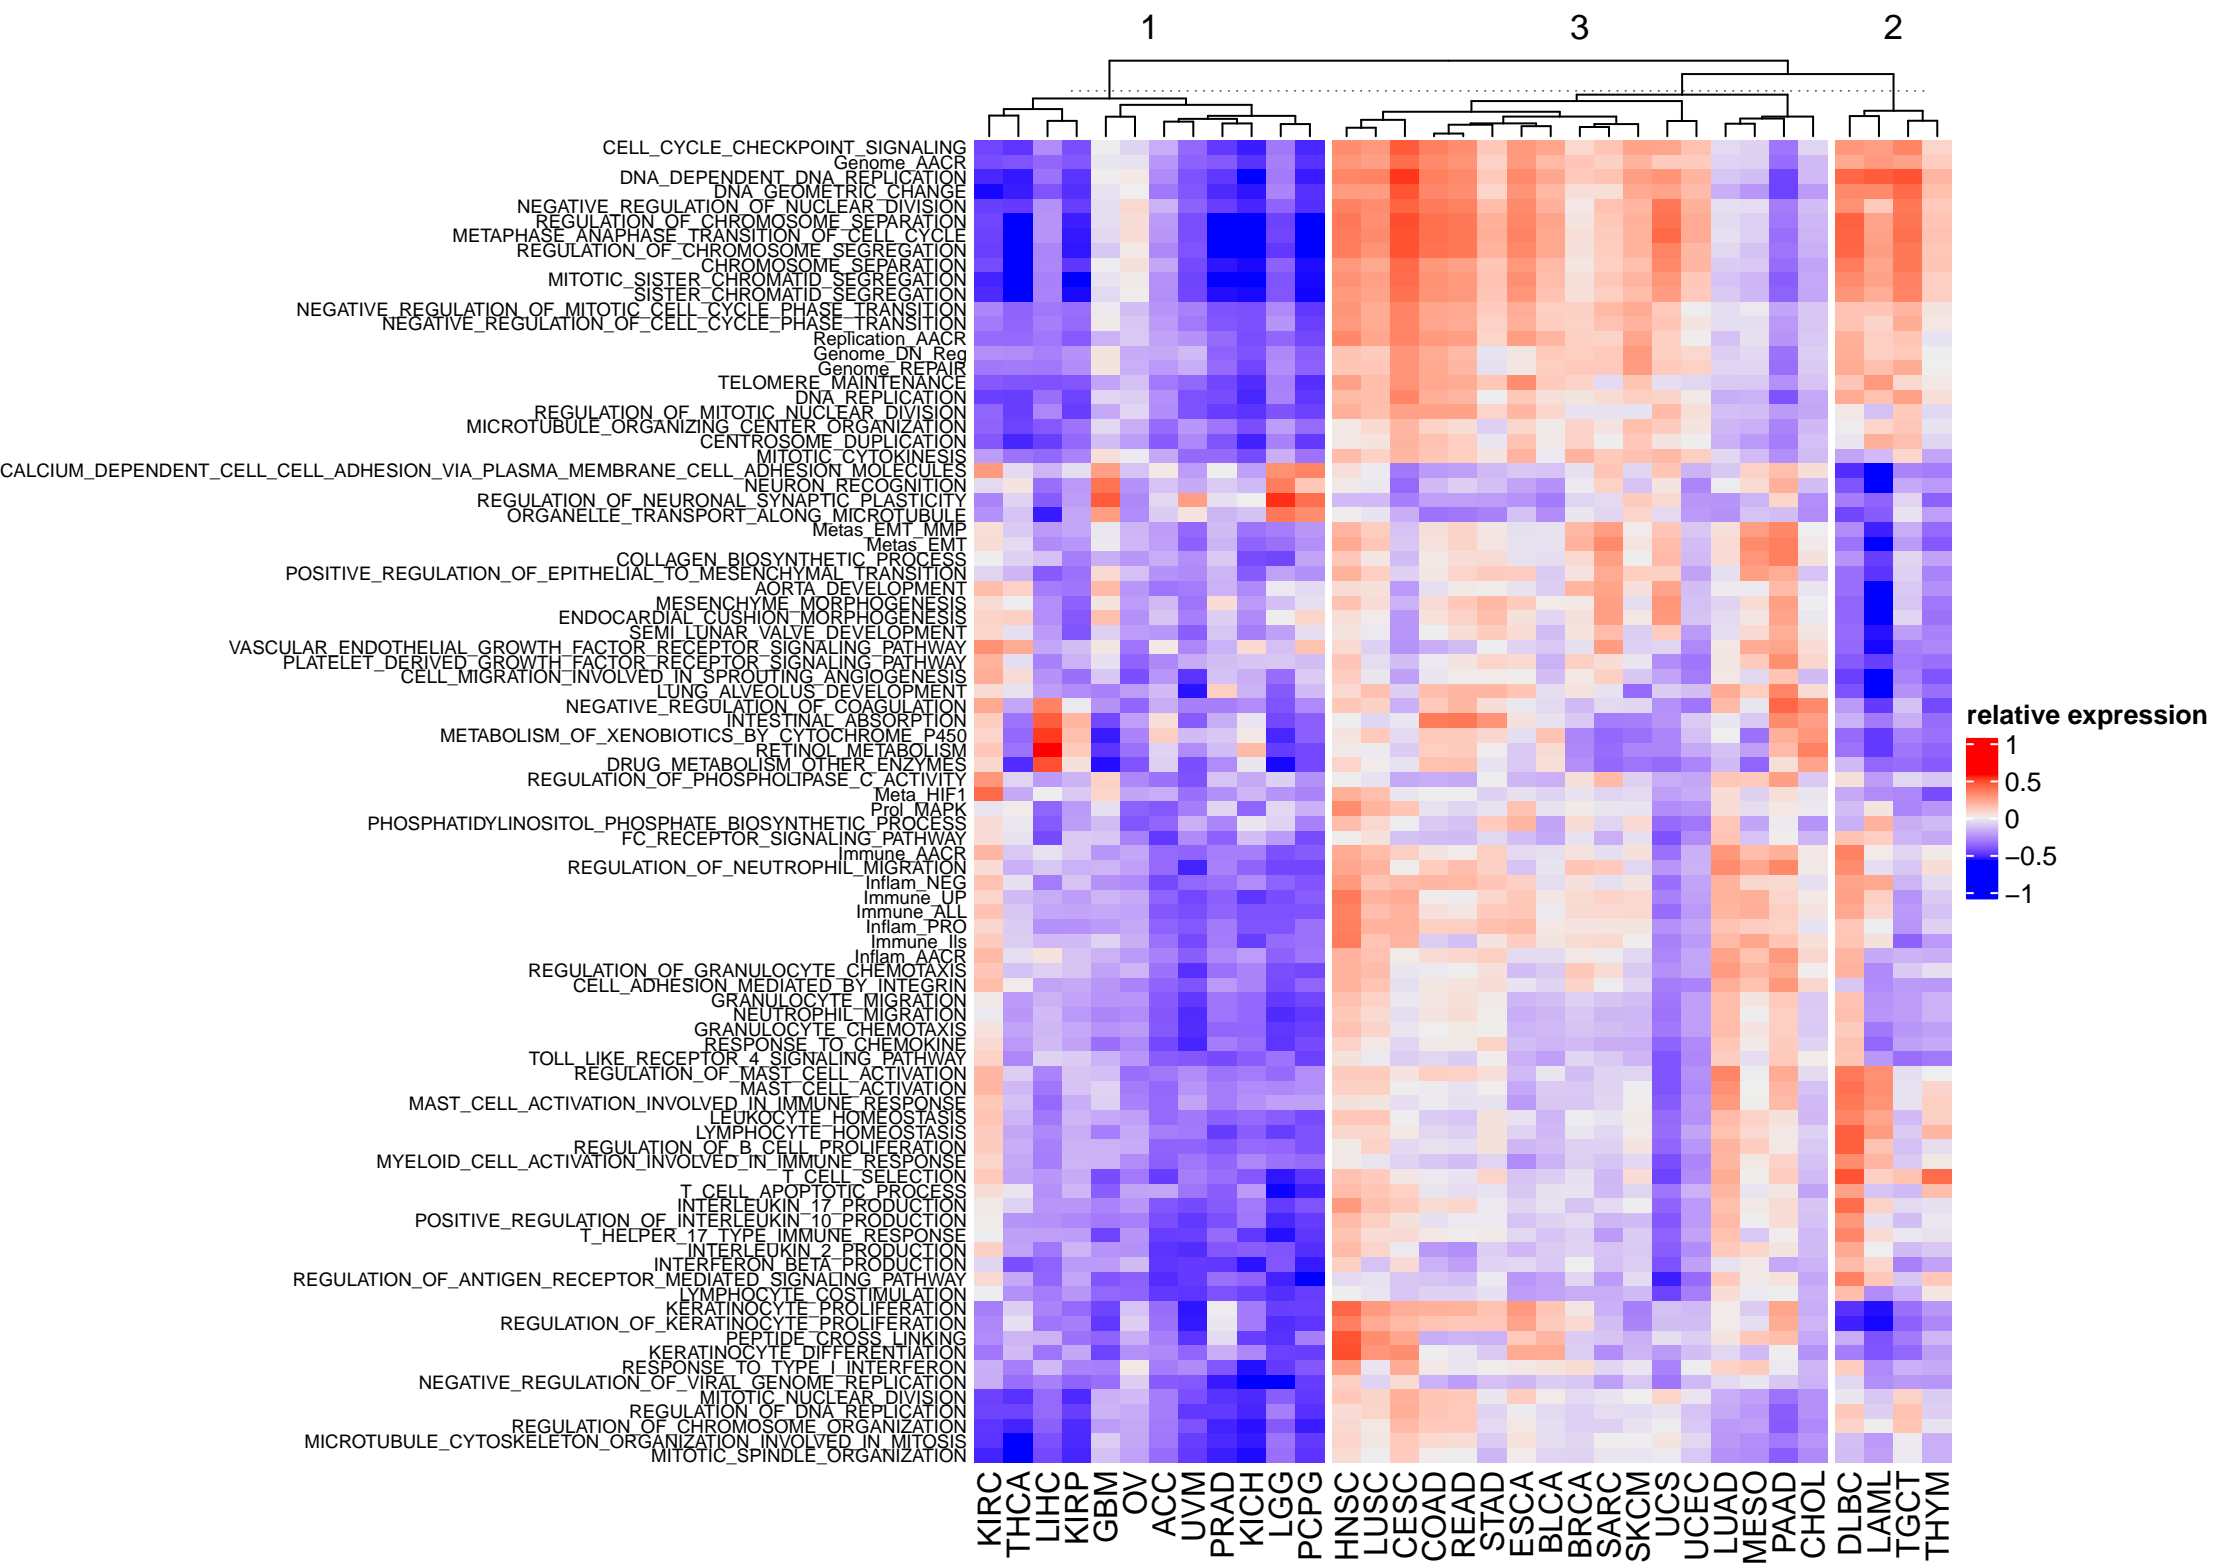 1 3 2
CELL_CYCLE_CHECKPOINT_SIGNALING
Genome_AACR
DNA_DEPENDENT_DNA_REPLICATION
DNA_GEOMETRIC_CHANGE
NEGATIVE_REGULATION_OF_NUCLEAR_DIVISION
REGULATION_OF_CHROMOSOME_SEPARATION
METAPHASE_ANAPHASE_TRANSITION_OF_CELL_CYCLE
REGULATION_OF_CHROMOSOME_SEGREGATION
CHROMOSOME_SEPARATION
MITOTIC_SISTER_CHROMATID_SEGREGATION
SISTER_CHROMATID_SEGREGATION
NEGATIVE_REGULATION_OF_MITOTIC_CELL_CYCLE_PHASE_TRANSITION
NEGATIVE_REGULATION_OF_CELL_CYCLE_PHASE_TRANSITION
Replication_AACR
Genome_DN_Reg
Genome_REPAIR
TELOMERE_MAINTENANCE
DNA_REPLICATION
REGULATION_OF_MITOTIC_NUCLEAR_DIVISION
MICROTUBULE_ORGANIZING_CENTER_ORGANIZATION
CENTROSOME_DUPLICATION
MITOTIC_CYTOKINESIS
CALCIUM_DEPENDENT_CELL_CELL_ADHESION_VIA_PLASMA_MEMBRANE_CELL_ADHESION_MOLECULES
NEURON_RECOGNITION
REGULATION_OF_NEURONAL_SYNAPTIC_PLASTICITY
ORGANELLE_TRANSPORT_ALONG_MICROTUBULE
Metas_EMT_MMP
Metas_EMT
COLLAGEN_BIOSYNTHETIC_PROCESS
POSITIVE_REGULATION_OF_EPITHELIAL_TO_MESENCHYMAL_TRANSITION
AORTA_DEVELOPMENT
MESENCHYME_MORPHOGENESIS
ENDOCARDIAL_CUSHION_MORPHOGENESIS
SEMI_LUNAR_VALVE_DEVELOPMENT
VASCULAR_ENDOTHELIAL_GROWTH_FACTOR_RECEPTOR_SIGNALING_PATHWAY
PLATELET_DERIVED_GROWTH_FACTOR_RECEPTOR_SIGNALING_PATHWAY
CELL_MIGRATION_INVOLVED_IN_SPROUTING_ANGIOGENESIS
LUNG_ALVEOLUS_DEVELOPMENT
NEGATIVE_REGULATION_OF_COAGULATION
INTESTINAL_ABSORPTION
METABOLISM_OF_XENOBIOTICS_BY_CYTOCHROME_P450
RETINOL_METABOLISM
DRUG_METABOLISM_OTHER_ENZYMES
REGULATION_OF_PHOSPHOLIPASE_C_ACTIVITY
Meta_HIF1
Prol_MAPK
PHOSPHATIDYLINOSITOL_PHOSPHATE_BIOSYNTHETIC_PROCESS
FC_RECEPTOR_SIGNALING_PATHWAY
Immune_AACR
REGULATION_OF_NEUTROPHIL_MIGRATION
Inflam_NEG
Immune_UP
Immune_ALL
Inflam_PRO
Immune_Ils
Inflam_AACR
REGULATION_OF_GRANULOCYTE_CHEMOTAXIS
CELL_ADHESION_MEDIATED_BY_INTEGRIN
GRANULOCYTE_MIGRATION
NEUTROPHIL_MIGRATION
GRANULOCYTE_CHEMOTAXIS
RESPONSE_TO_CHEMOKINE
TOLL_LIKE_RECEPTOR_4_SIGNALING_PATHWAY
REGULATION_OF_MAST_CELL_ACTIVATION
MAST_CELL_ACTIVATION
MAST_CELL_ACTIVATION_INVOLVED_IN_IMMUNE_RESPONSE
LEUKOCYTE_HOMEOSTASIS
LYMPHOCYTE_HOMEOSTASIS
REGULATION_OF_B_CELL_PROLIFERATION
MYELOID_CELL_ACTIVATION_INVOLVED_IN_IMMUNE_RESPONSE
T_CELL_SELECTION
T_CELL_APOPTOTIC_PROCESS
INTERLEUKIN_17_PRODUCTION
POSITIVE_REGULATION_OF_INTERLEUKIN_10_PRODUCTION
T_HELPER_17_TYPE_IMMUNE_RESPONSE
INTERLEUKIN_2_PRODUCTION
INTERFERON_BETA_PRODUCTION
REGULATION_OF_ANTIGEN_RECEPTOR_MEDIATED_SIGNALING_PATHWAY
LYMPHOCYTE_COSTIMULATION
KERATINOCYTE_PROLIFERATION
REGULATION_OF_KERATINOCYTE_PROLIFERATION
PEPTIDE_CROSS_LINKING
KERATINOCYTE_DIFFERENTIATION
RESPONSE_TO_TYPE_I_INTERFERON
NEGATIVE_REGULATION_OF_VIRAL_GENOME_REPLICATION
MITOTIC_NUCLEAR_DIVISION
REGULATION_OF_DNA_REPLICATION
REGULATION_OF_CHROMOSOME_ORGANIZATION
MICROTUBULE_CYTOSKELETON_ORGANIZATION_INVOLVED_IN_MITOSIS
MITOTIC_SPINDLE_ORGANIZATION
KIRC
THCA
LIHC
KIRP
GBM
OV
ACC
UVM
PRAD
KICH
LGG
PCPG
HNSC
LUSC
CESC
COAD
READ
STAD
ESCA
BLCA
BRCA
SARC
SKCM
UCS
UCEC
LUAD
MESO
PAAD
CHOL
DLBC
LAML
TGCT
THYM
relative expression
1
0.5
0
−0.5
−1